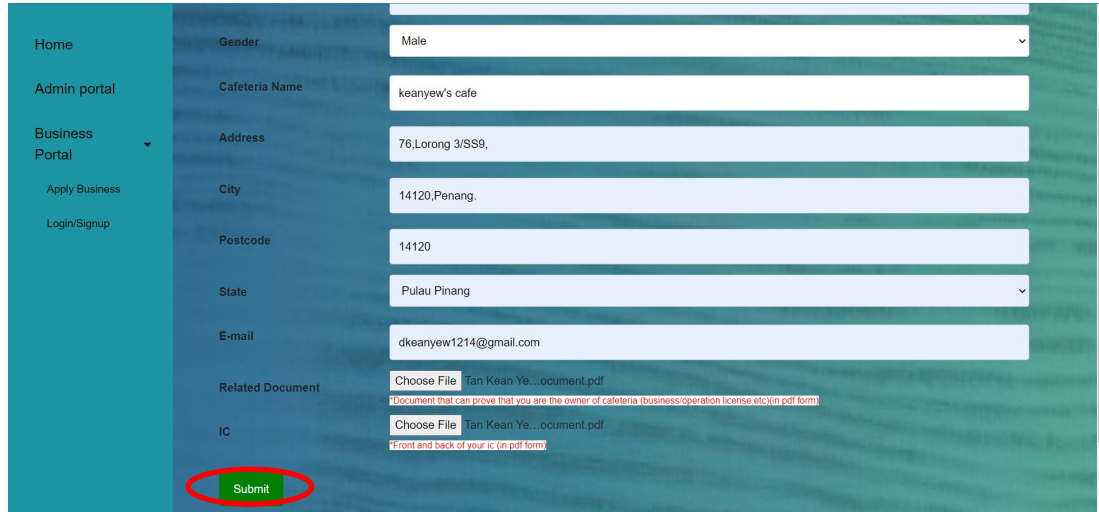 Home
Admin portal
Business
Portal
Apply Business
Login/Signup
Gender
Male
Cafeteria Name
keanyew's cafe
Address
76,Lorong 3/SS9,
City
14120,Penang.
Postcode
14120
State
Pulau Pinang
E-mail
dkeanyew1214@gmail.com
Related Document
Choose File Tan Kean Ye...ocument.pdf
*Document that can prove that you are the owner of cafeteria (business/operation license,etc)(in pdf form)
IC
Choose File Tan Kean Ye...ocument.pdf
*Front and back of your ic (in pdf form)
Submit